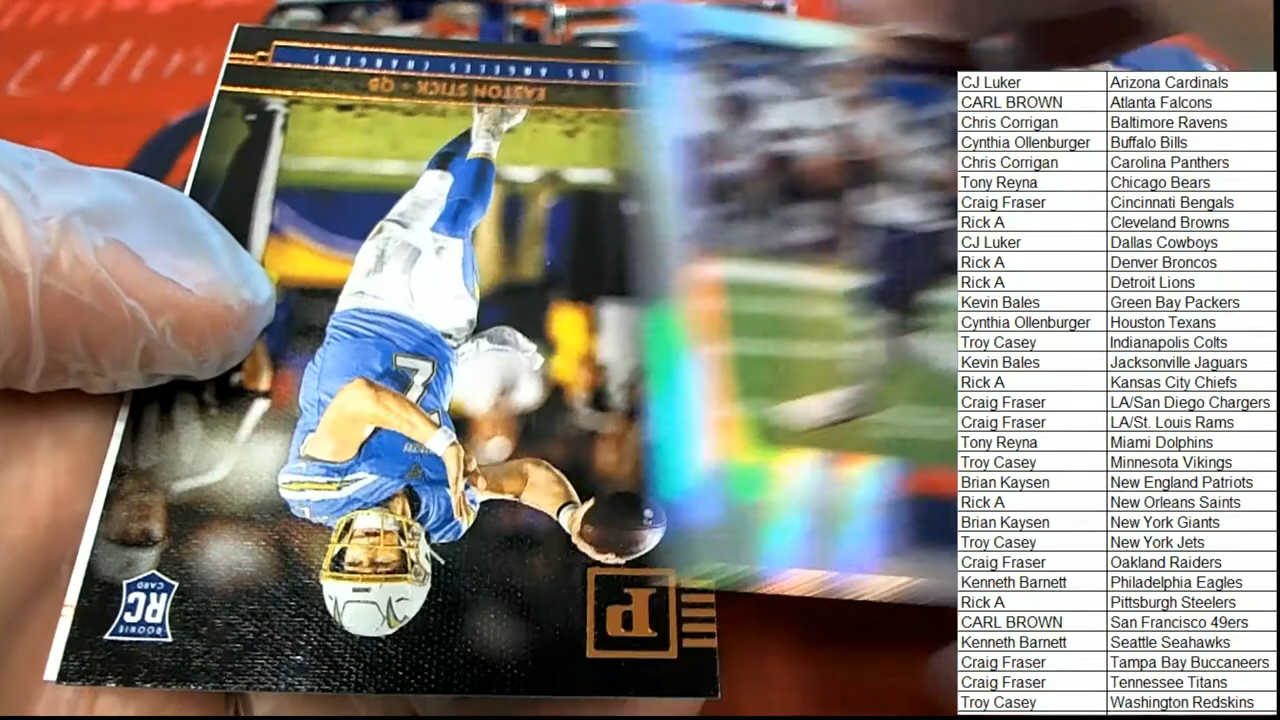 LOS ANGELES CHARGERS
EASTON STICK • QB
RC
ROOKIE
CARD
P
CJ Luker Arizona Cardinals
CARL BROWN Atlanta Falcons
Chris Corrigan Baltimore Ravens
Cynthia Ollenburger Buffalo Bills
Chris Corrigan Carolina Panthers
Tony Reyna Chicago Bears
Craig Fraser Cincinnati Bengals
Rick A Cleveland Browns
CJ Luker Dallas Cowboys
Rick A Denver Broncos
Rick A Detroit Lions
Kevin Bales Green Bay Packers
Cynthia Ollenburger Houston Texans
Troy Casey Indianapolis Colts
Kevin Bales Jacksonville Jaguars
Rick A Kansas City Chiefs
Craig Fraser LA/San Diego Chargers
Craig Fraser LA/St. Louis Rams
Tony Reyna Miami Dolphins
Troy Casey Minnesota Vikings
Brian Kaysen New England Patriots
Rick A New Orleans Saints
Brian Kaysen New York Giants
Troy Casey New York Jets
Craig Fraser Oakland Raiders
Kenneth Barnett Philadelphia Eagles
Rick A Pittsburgh Steelers
CARL BROWN San Francisco 49ers
Kenneth Barnett Seattle Seahawks
Craig Fraser Tampa Bay Buccaneers
Craig Fraser Tennessee Titans
Troy Casey Washington Redskins